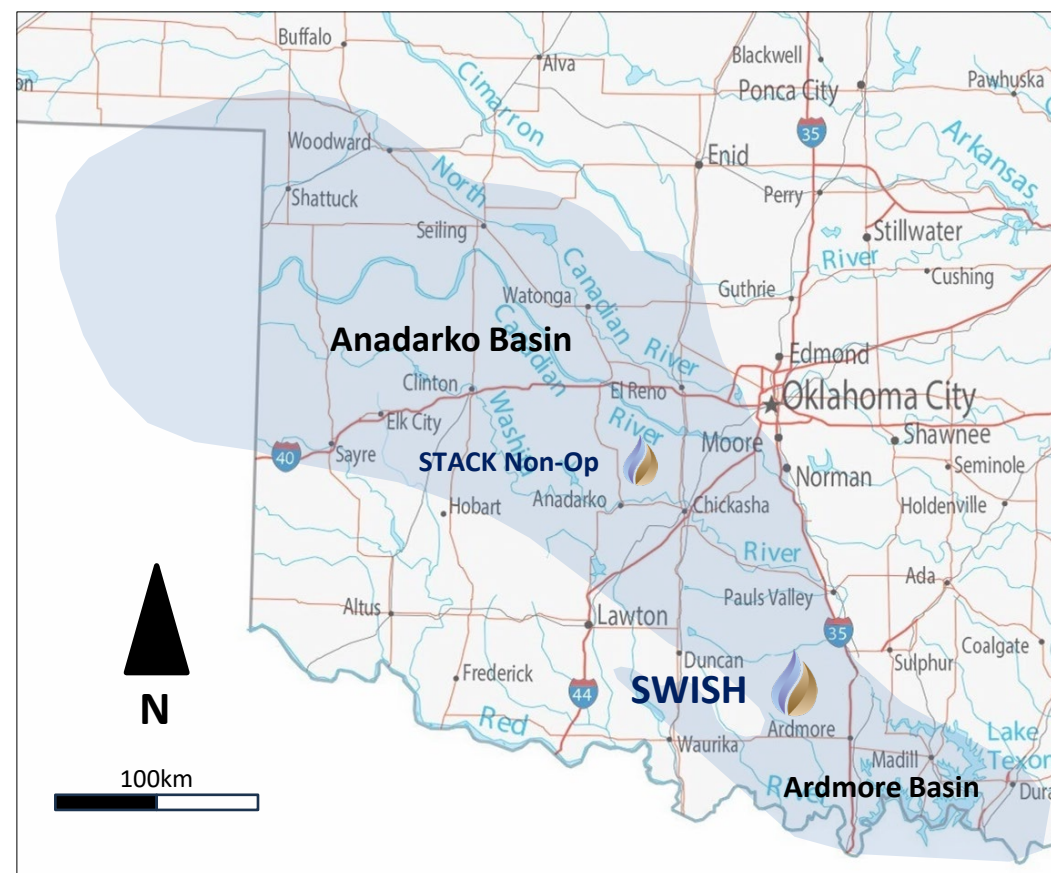 Buffalo
Alva
Blackwell
Ponca City
Pawhuska
Cimarron
35
Arkansas
Woodward
Enid
North
Perry
Shattuck
Seiling
Stillwater
River
Cushing
Canadian
Watonga
Guthrie
Canadian
River
Anadarko Basin
Edmond
Clinton
El Reno
Oklahoma City
Elk City
Washita
River
Moore
Shawnee
40
Sayre
STACK Non-Op
Seminole
Norman
Hobart
Anadarko
Chickasha
Holdenville
River
Ada
Altus
Pauls Valley
Lawton
35
Coalgate
Duncan
Sulphur
Frederick
44
SWISH
Red
N
Waurika
Ardmore
Lake
Madill
100km
River
Ardmore Basin